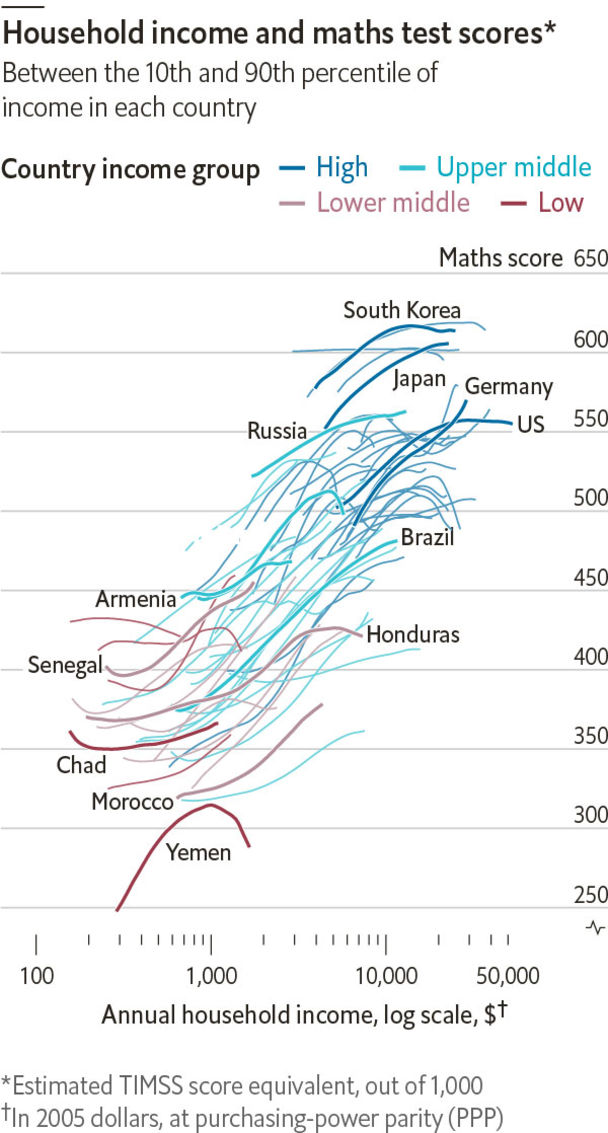 Household income and maths test scores*
Between the 10th and 90th percentile of
income in each country
Country income group High Upper middle
Lower middle Low
Maths score 650
South Korea
600
Japan
Germany
Russia
550
US
500
Brazil
450
Armenia
Honduras
Senegal
400
350
Chad
Morocco
300
Yemen
250
100 1,000 10,000 50,000
Annual household income, log scale, $†
*Estimated TIMSS score equivalent, out of 1,000
†In 2005 dollars, at purchasing-power parity (PPP)